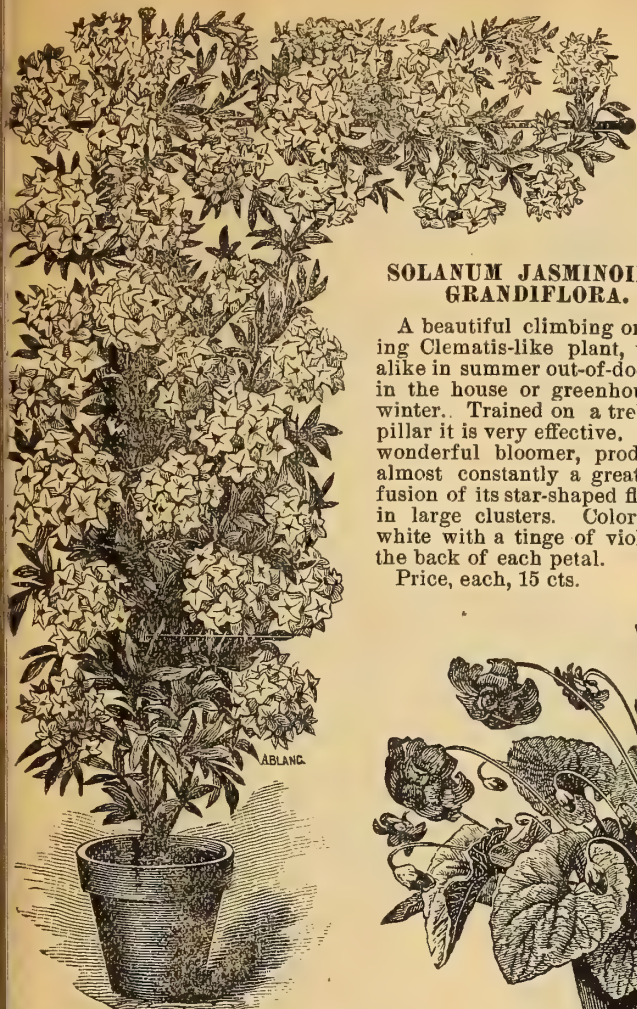 SOLANUM JASMINOI
GRANDIFLORA.
A beautiful climbing or
ing Clematis-like plant,
alike in summer out-of-do
in the house or greenhou
winter. Trained on a tre
pillar it is very effective.
wonderful bloomer, prod
almost constantly a great
fusion of its star-shaped fl
in large clusters. Color
white with a tinge of viol
the back of each petal.
Price, each, 15 cts.
A.BLANC.